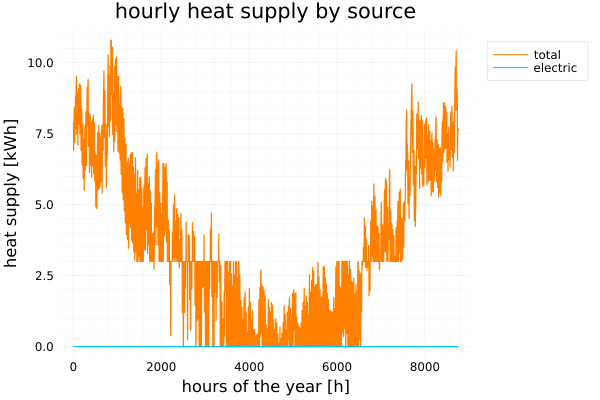 hourly heat supply by source
total
electric
heat supply [kWh]
10.0
7.5
5.0
2.5
0.0
0 2000 4000 6000 8000
hours of the year [h]